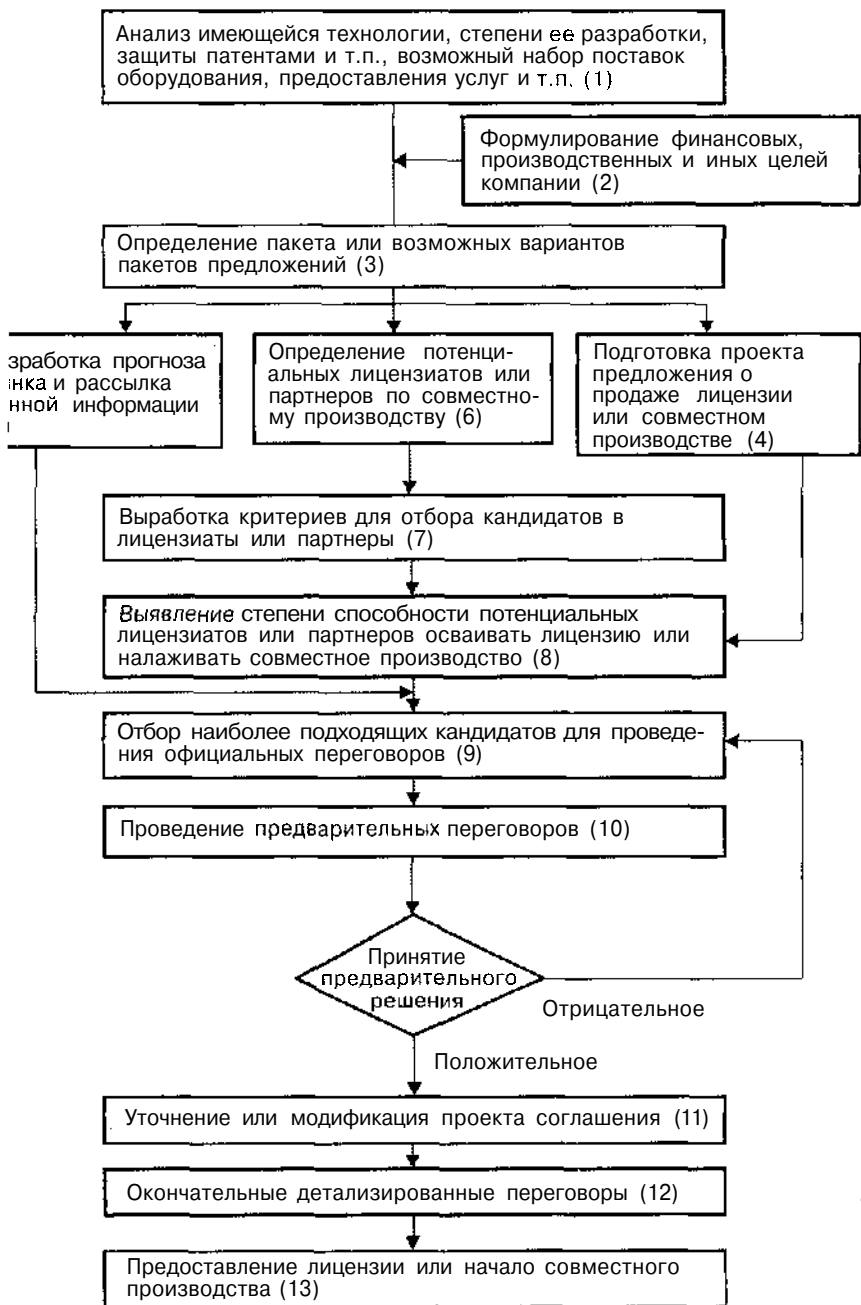 Анализ имеющейся технологии, степени ее разработки,
защиты патентами и т.п., возможный набор поставок
оборудования, предоставления услуг и т.п. (1)
Формулирование финансовых,
производственных и иных целей
компании (2)
Определение пакета или возможных вариантов
пакетов предложений (3)
зработка прогноза
нка и рассылка
нной информации
Определение потенци-
альных лицензиатов или
партнеров по совместно-
му производству (6)
Подготовка проекта
предложения о
продаже лицензии
или совместном
производстве (4)
Выработка критериев для отбора кандидатов в
лицензиаты или партнеры (7)
Выявление степени способности потенциальных
лицензиатов или партнеров осваивать лицензию или
налаживать совместное производство (8)
Отбор наиболее подходящих кандидатов для проведе-
ния официальных переговоров (9)
Проведение предварительных переговоров (10)
Принятие
предварительного
решения
Отрицательное
Положительное
Уточнение или модификация проекта соглашения (11)
Окончательные детализированные переговоры (12)
Предоставление лицензии или начало совместного
производства (13)